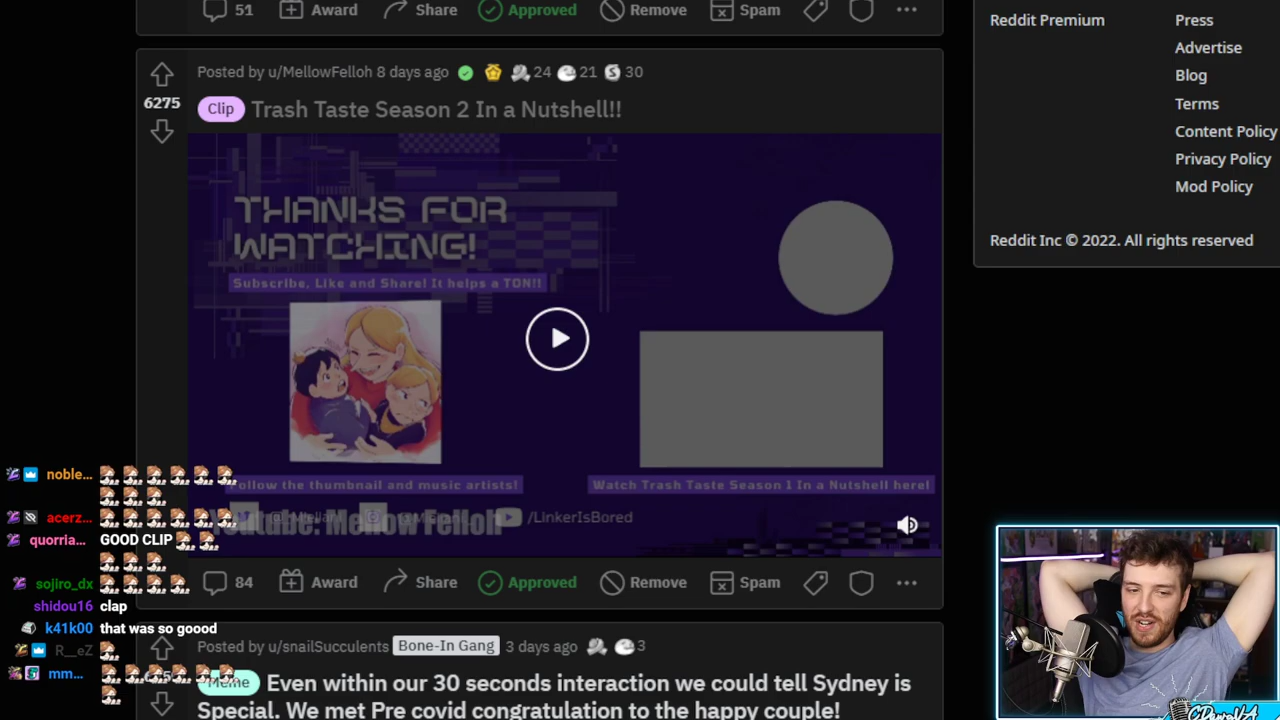 51 Award Share Approved Remove Spam
Reddit Premium
Press
Advertise
Blog
Terms
Content Policy
Privacy Policy
Mod Policy
Reddit Inc © 2022. All rights reserved
Posted by u/MellowFelloh 8 days ago 24 21 30
6275
Clip Trash Taste Season 2 In a Nutshell!!
THANKS FOR
WATCHING!
Subscribe, Like and Share! It helps a TON!!
Follow the thumbnail and music artists!
Watch Trash Taste Season 1 In a Nutshell here!
Youtube: Mellow Felloh
/LinkerIsBored
84 Award Share Approved Remove Spam
Posted by u/snailSucculents Bone-In Gang 3 days ago 3
Meme Even within our 30 seconds interaction we could tell Sydney is
Special. We met Pre covid congratulation to the happy couple!
noble...
acerz...
quorria... GOOD CLIP
sojiro_dx
shidou16 clap
k41k00 that was so goood
R__eZ
mm...
CDawgVA